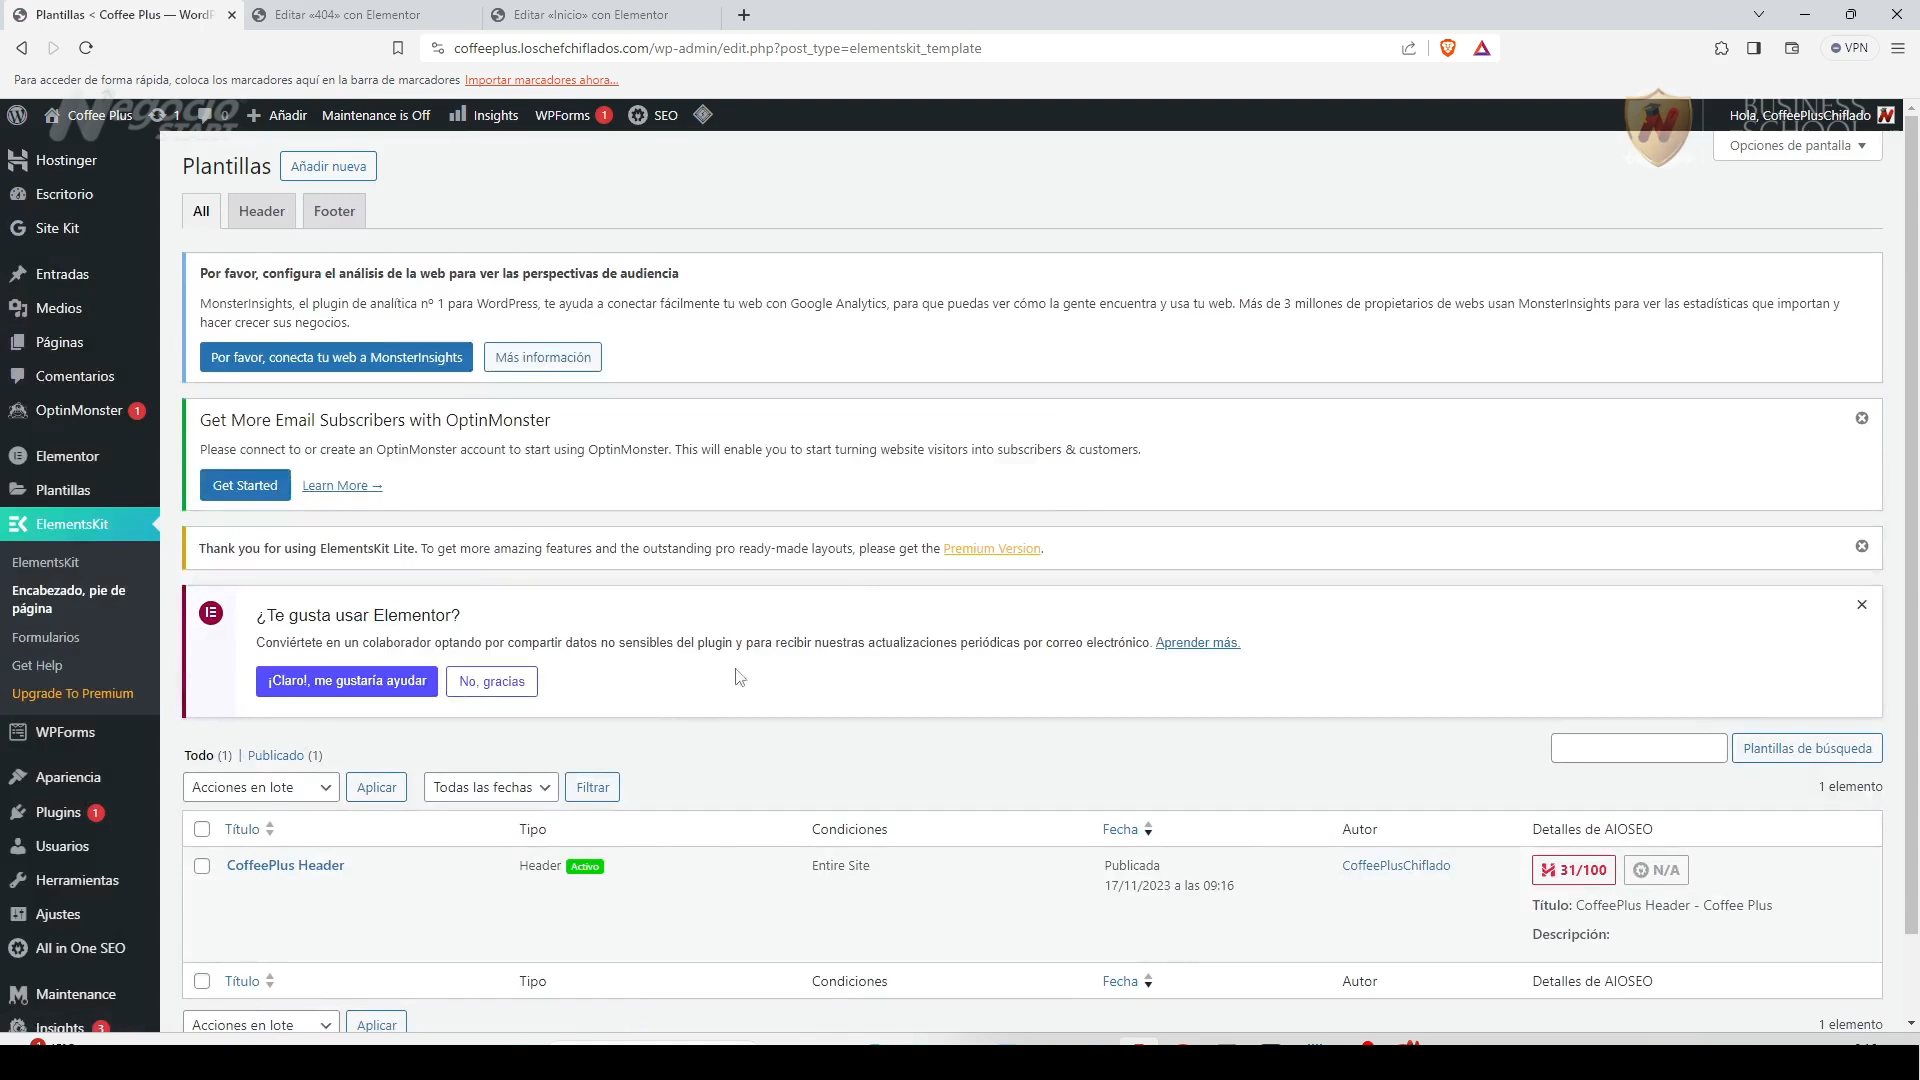 Plantillas < Coffee Plus — WordP
Editar «404» con Elementor
Editar «Inicio» con Elementor
coffeeplus.loschefchiflados.com/wp-admin/edit.php?post_type=elementskit_template
VPN
Para acceder de forma rápida, coloca los marcadores aquí en la barra de marcadores Importar marcadores ahora...
Negocio
START
BUSINESS
SCHOOL
Coffee Plus 1 0 Añadir Maintenance is Off Insights WPForms 1 SEO Hola, CoffeePlusChiflado
Opciones de pantalla
Hostinger
Escritorio
Site Kit
Entradas
Medios
Páginas
Comentarios
OptinMonster 1
Elementor
Plantillas
ElementsKit
ElementsKit
Encabezado, pie de
página
Formularios
Get Help
Upgrade To Premium
WPForms
Apariencia
Plugins 1
Usuarios
Herramientas
Ajustes
All in One SEO
Maintenance
Insights 3
Plantillas Añadir nueva
All Header Footer
Por favor, configura el análisis de la web para ver las perspectivas de audiencia
MonsterInsights, el plugin de analítica nº 1 para WordPress, te ayuda a conectar fácilmente tu web con Google Analytics, para que puedas ver cómo la gente encuentra y usa tu web. Más de 3 millones de propietarios de webs usan MonsterInsights para ver las estadísticas que importan y
hacer crecer sus negocios.
Por favor, conecta tu web a MonsterInsights Más información
Get More Email Subscribers with OptinMonster
Please connect to or create an OptinMonster account to start using OptinMonster. This will enable you to start turning website visitors into subscribers & customers.
Get Started Learn More →
Thank you for using ElementsKit Lite. To get more amazing features and the outstanding pro ready-made layouts, please get the Premium Version.
¿Te gusta usar Elementor?
Conviértete en un colaborador optando por compartir datos no sensibles del plugin y para recibir nuestras actualizaciones periódicas por correo electrónico. Aprender más.
¡Claro!, me gustaría ayudar No, gracias
Todo (1) | Publicado (1)
Plantillas de búsqueda
Acciones en lote Aplicar Todas las fechas Filtrar 1 elemento
Título Tipo Condiciones Fecha Autor Detalles de AIOSEO
CoffeePlus Header Header Activo Entire Site Publicada CoffeePlusChiflado 31/100 N/A
17/11/2023 a las 09:16
Título: CoffeePlus Header - Coffee Plus
Descripción:
Título Tipo Condiciones Fecha Autor Detalles de AIOSEO
Acciones en lote Aplicar 1 elemento